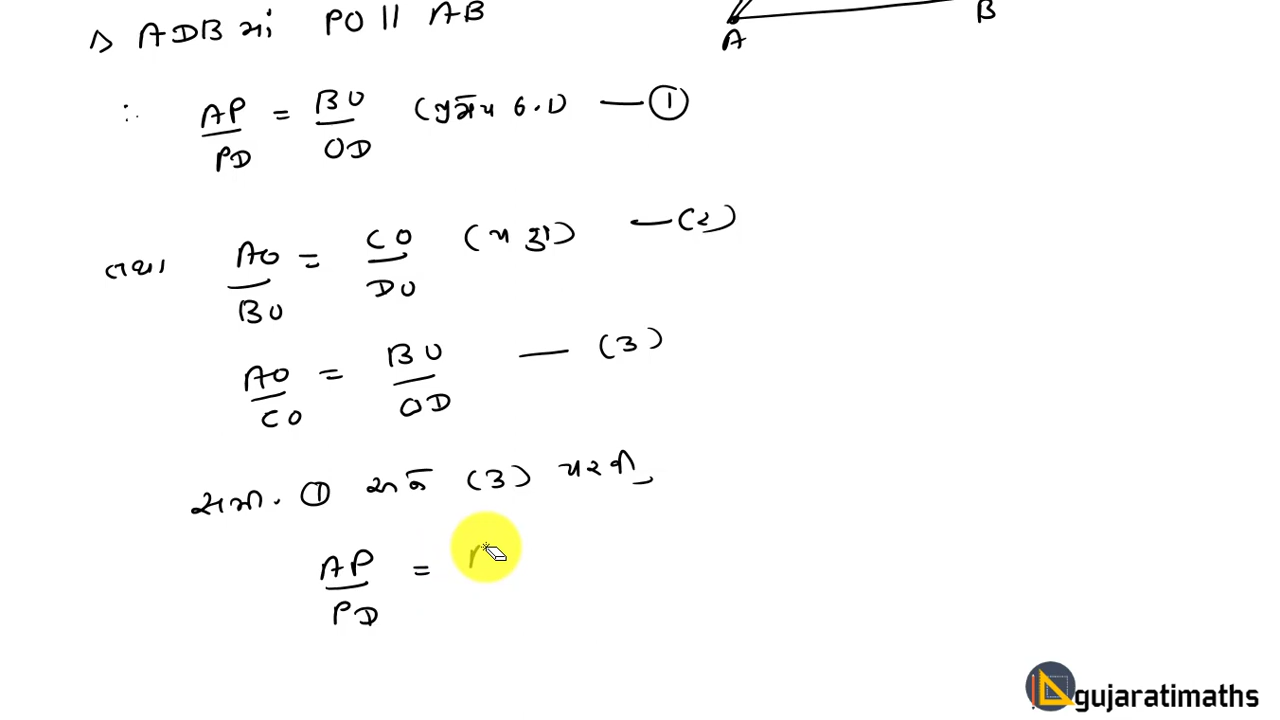 Δ ADB માં PO || AB
A B
∴ AP/PD = BO/OD (પ્રમેય 6.1) — ①
તથા AO/BO = CO/DO (પક્ષ) — (2)
AO/CO = BO/OD — (3)
સમી. ① અને (3) પરથી,
AP/PD =
gujaratimaths